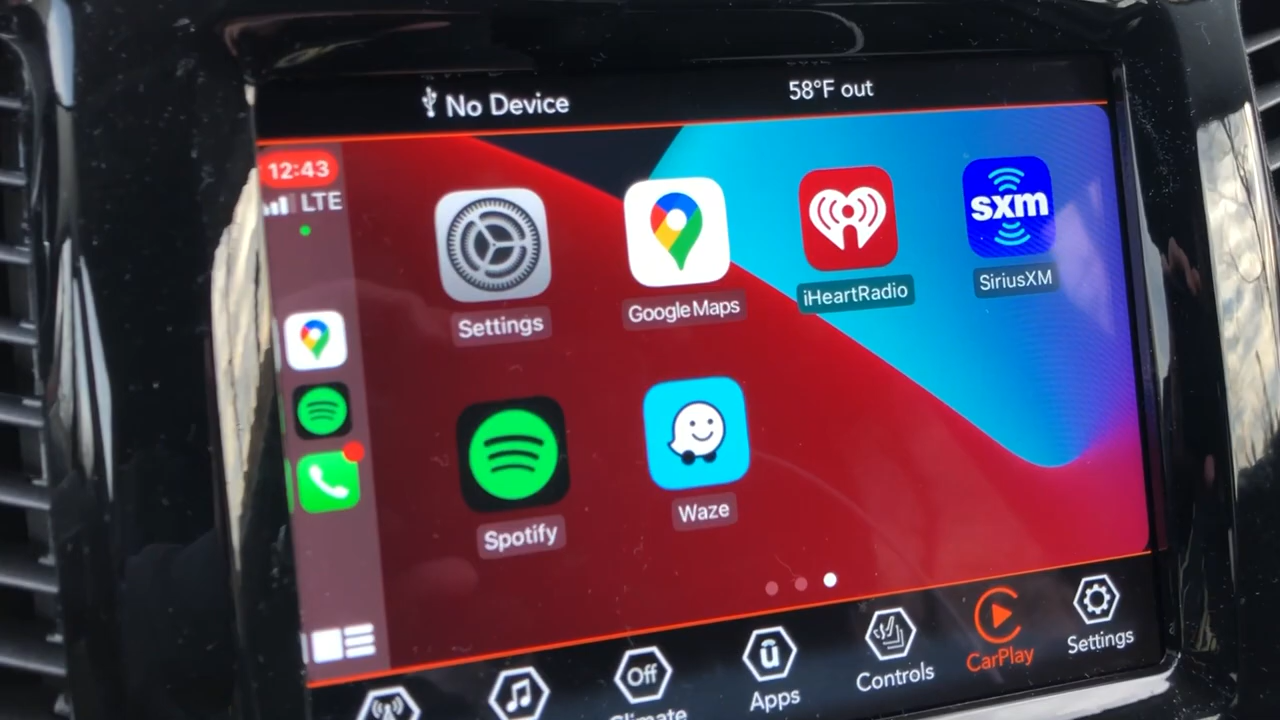 No Device
58°F out
12:43
LTE
Settings
Google Maps
iHeartRadio
sxm
SiriusXM
Spotify
Waze
Off
Climate
û
Apps
Controls
CarPlay
Settings